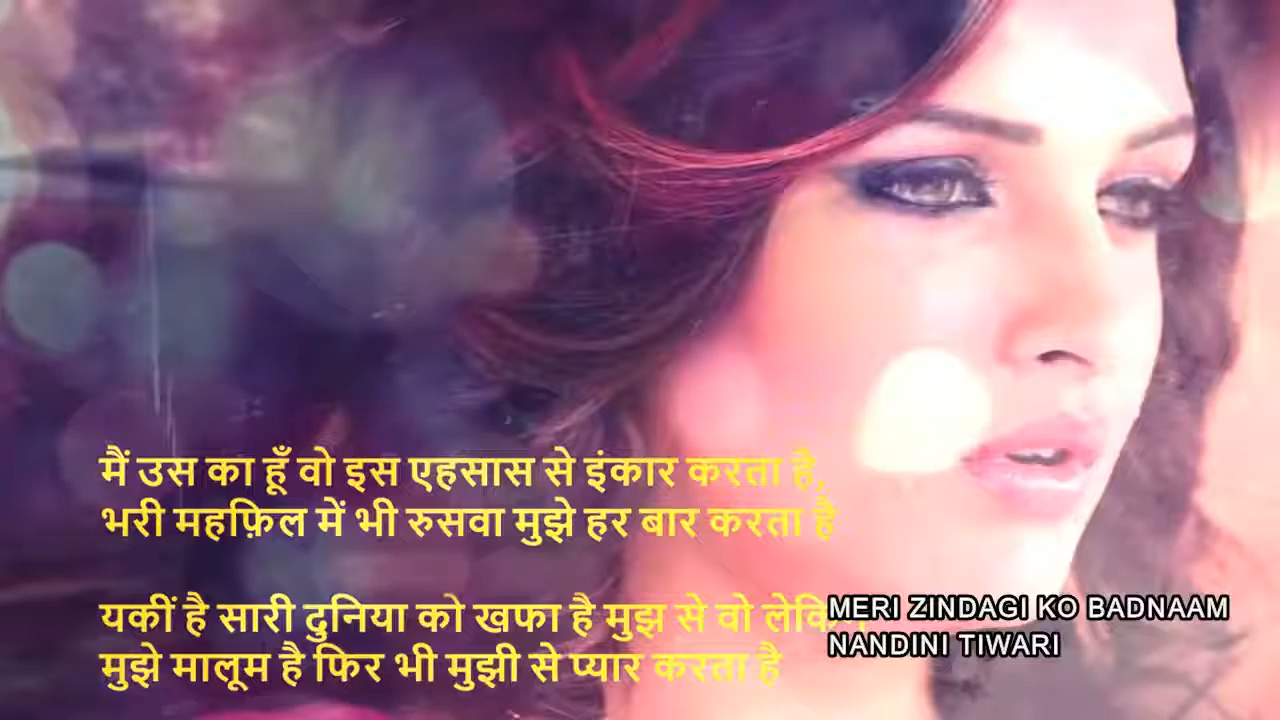 मैं उस का हूँ वो इस एहसास से इंकार करता है,
भरी महफ़िल में भी रुसवा मुझे हर बार करता है
यकीं है सारी दुनिया को खफा है मुझ से वो लेकिन
मुझे मालूम है फिर भी मुझी से प्यार करता है
MERI ZINDAGI KO BADNAAM
NANDINI TIWARI